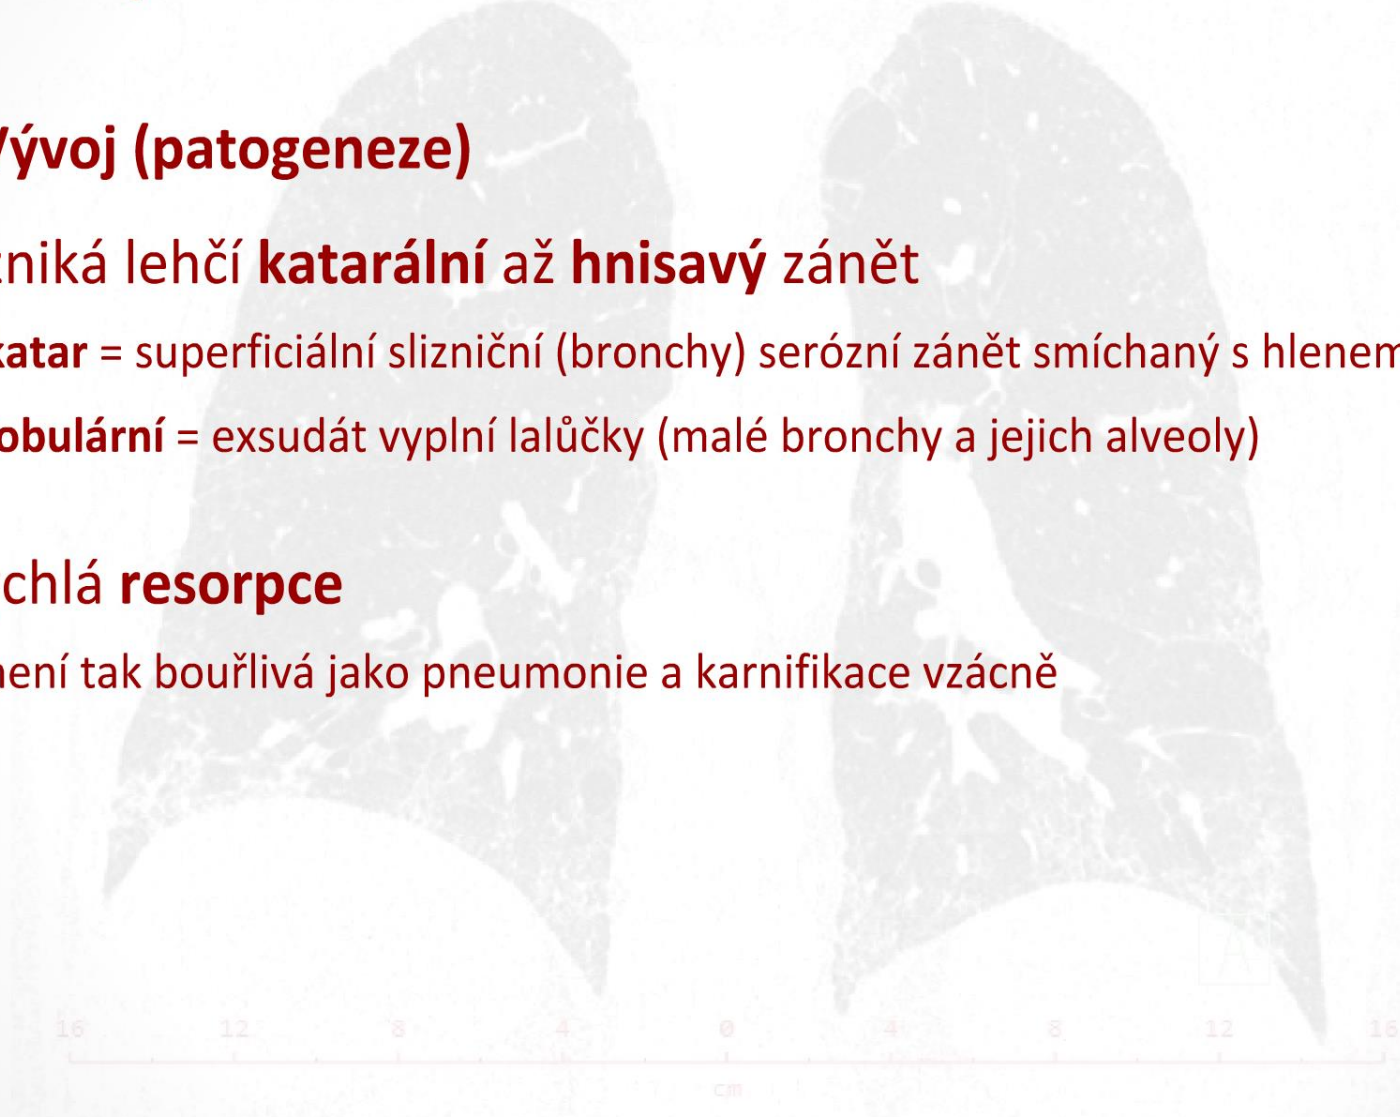 Vývoj (patogeneze)
zniká lehčí katarální až hnisavý zánět
katar = superficiální slizniční (bronchy) serózní zánět smíchaný s hlenem
obulární = exsudát vyplní lalůčky (malé bronchy a jejich alveoly)
chlá resorpce
není tak bouřlivá jako pneumonie a karnifikace vzácně
16 12 8 4 0 4 8 12 16
cm